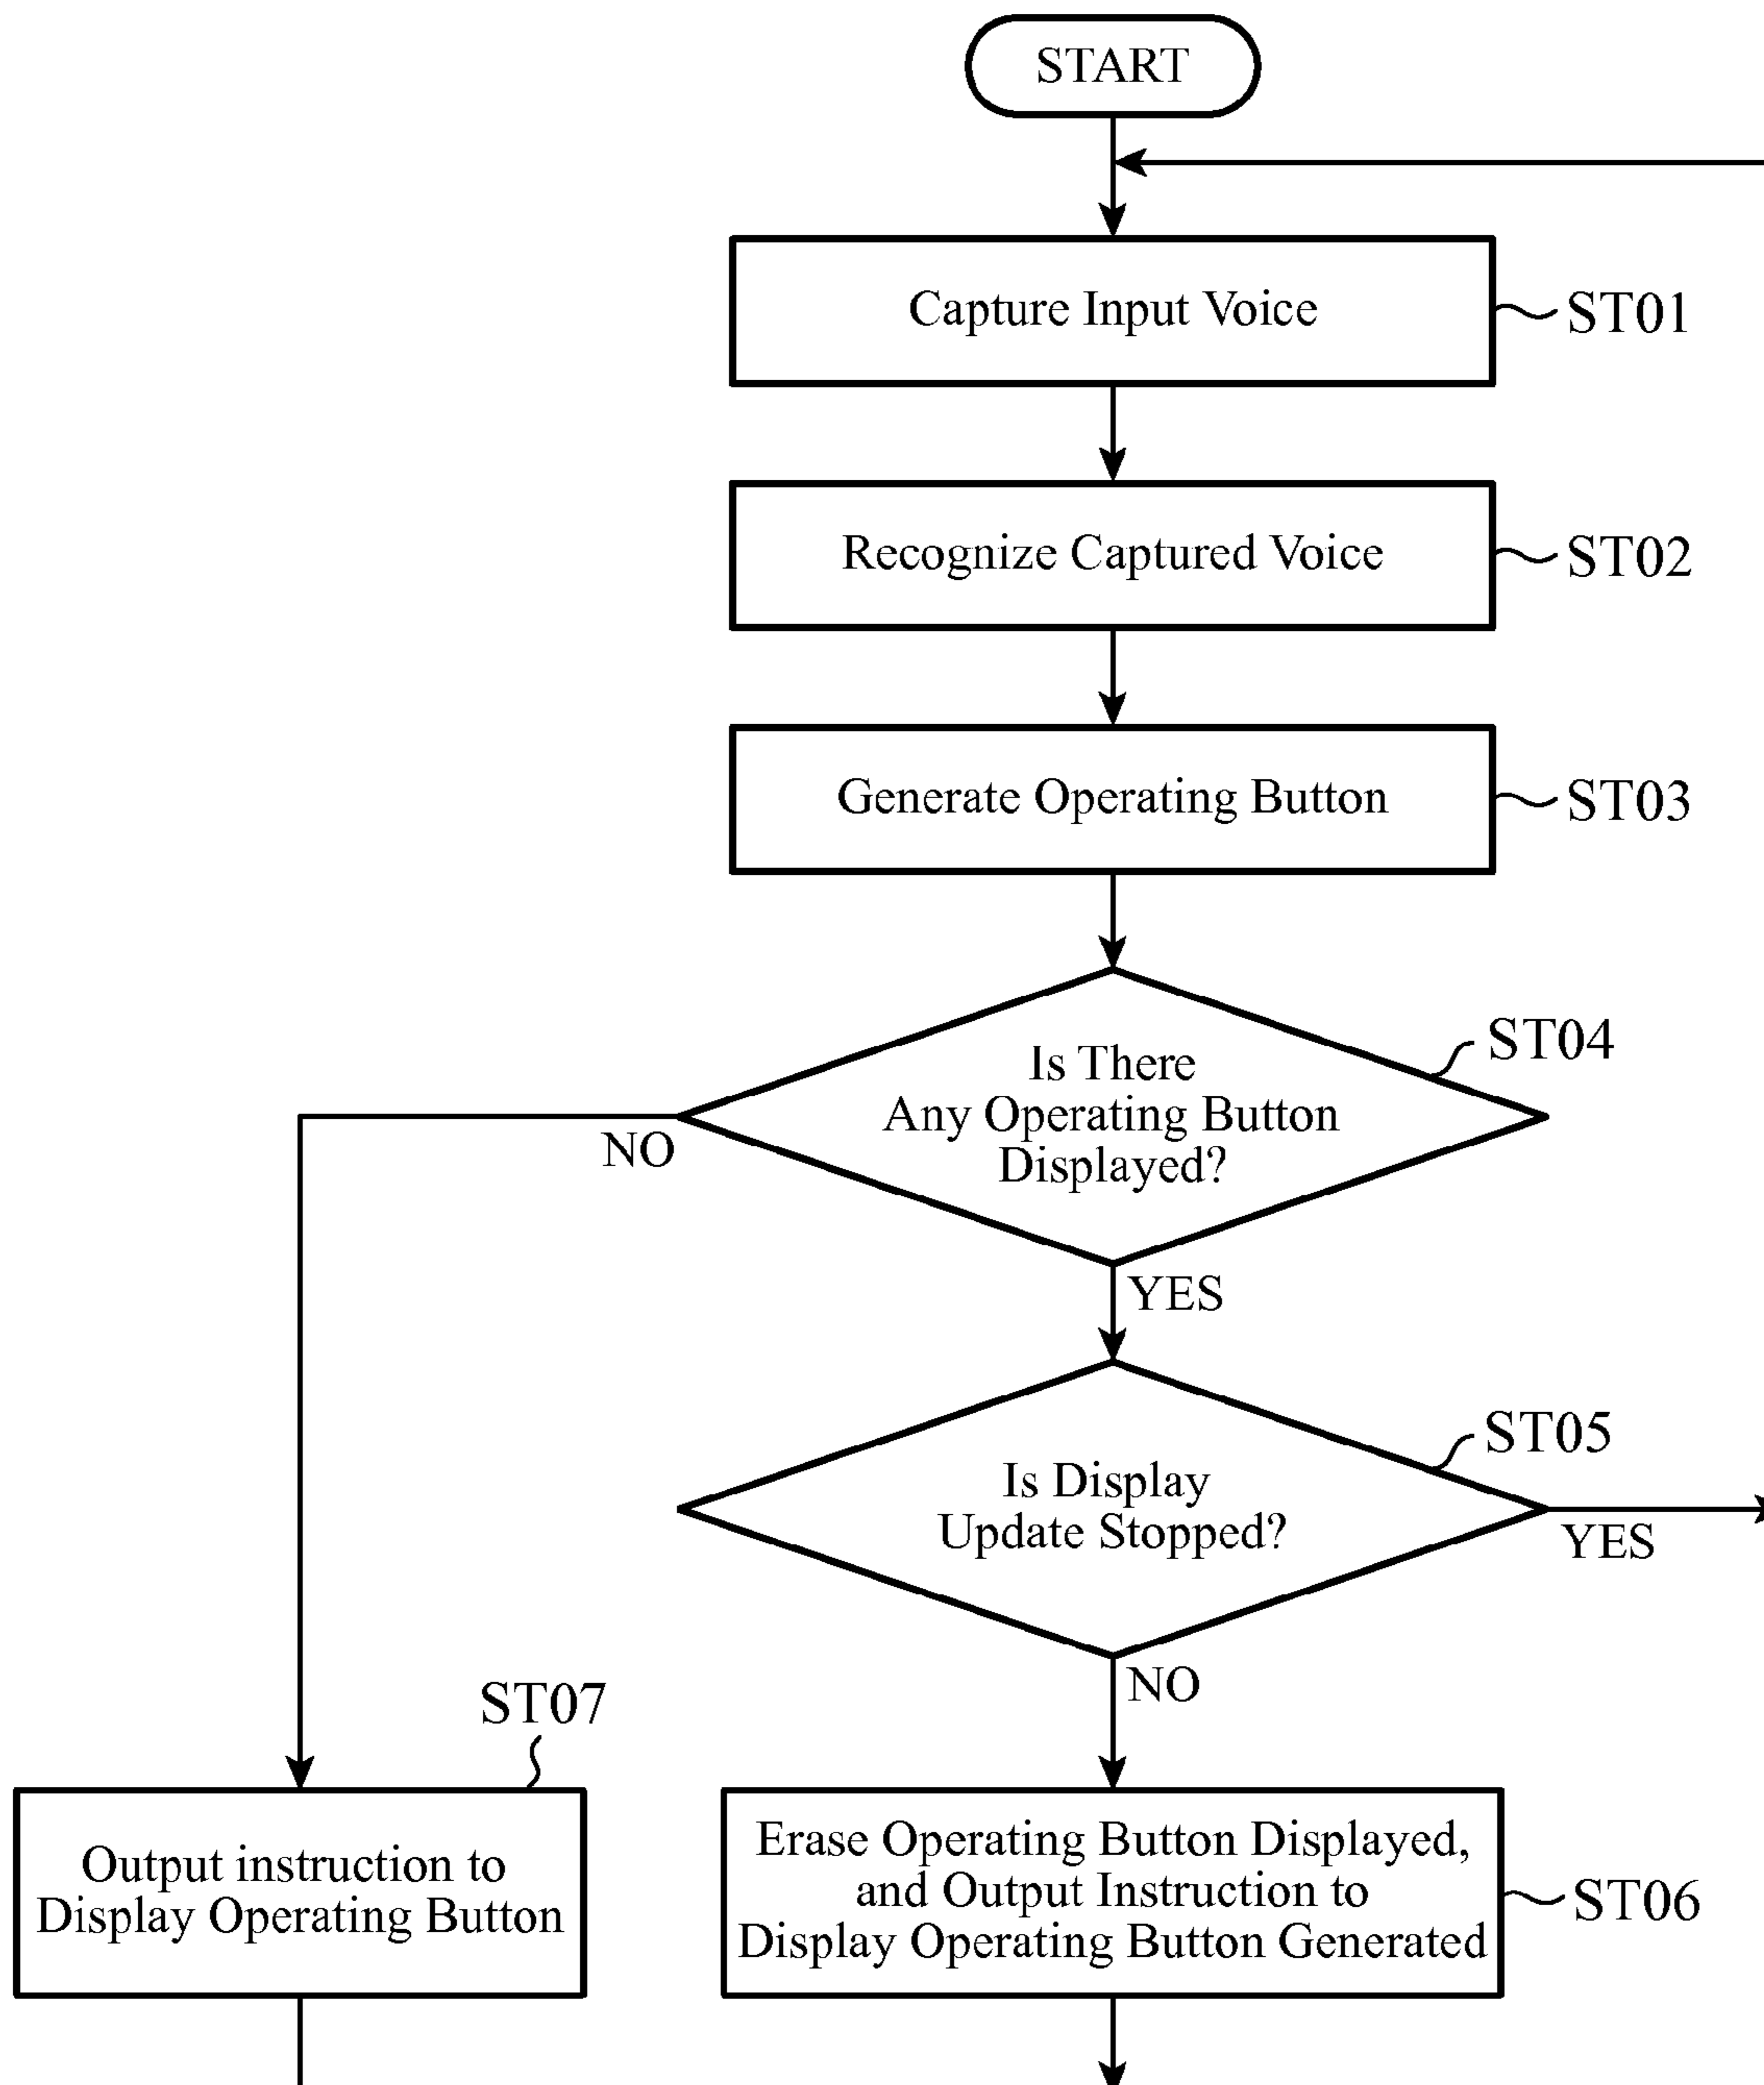 START
Capture Input Voice
ST01
Recognize Captured Voice
ST02
Generate Operating Button
ST03
ST04
Is There
Any Operating Button
Displayed?
NO
YES
ST05
Is Display
Update Stopped?
YES
NO
ST07
Output instruction to
Display Operating Button
Erase Operating Button Displayed,
and Output Instruction to
Display Operating Button Generated
ST06